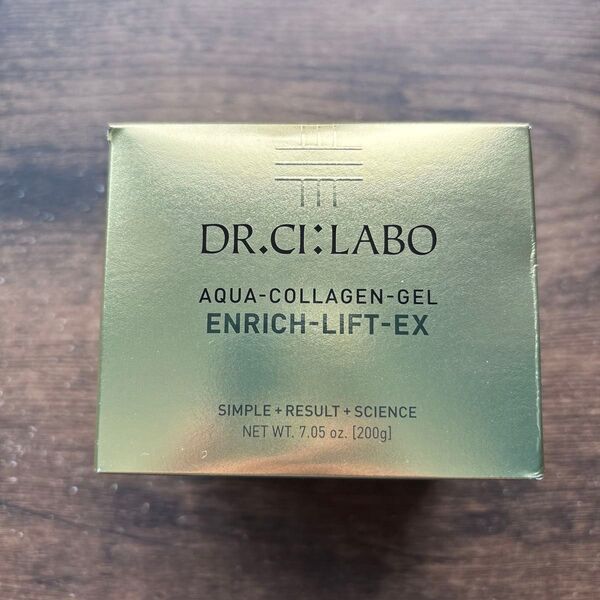 DR.CI:LABO
AQUA-COLLAGEN-GEL
ENRICH-LIFT-EX
SIMPLE+RESULT+SCIENCE
NET WT. 7.05 oz. [200g]